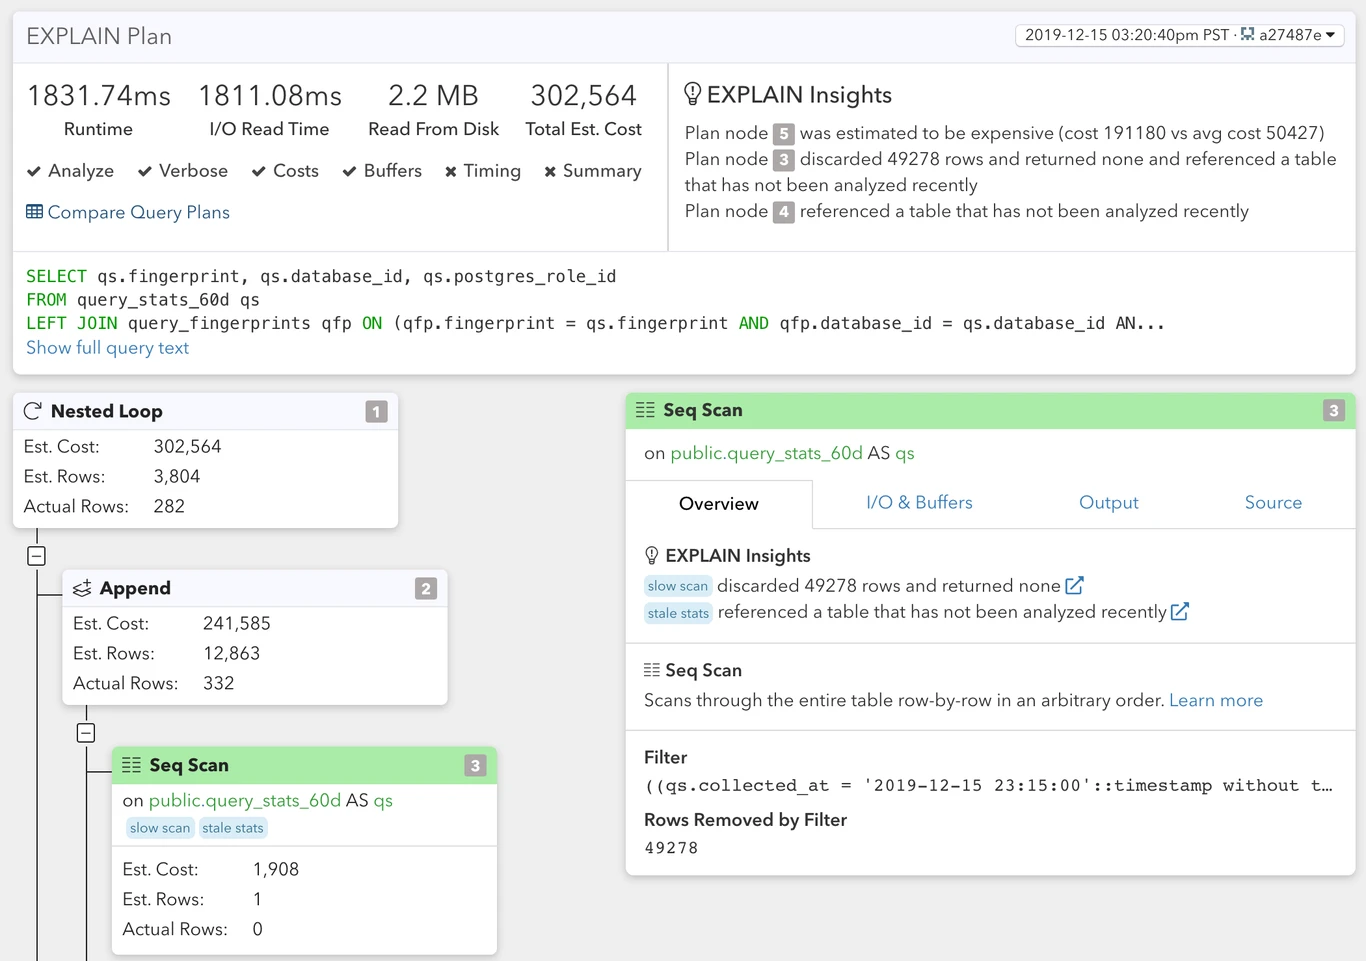 EXPLAIN Plan
2019-12-15 03:20:40pm PST · a27487e
1831.74ms 1811.08ms 2.2 MB 302,564
Runtime I/O Read Time Read From Disk Total Est. Cost
Analyze Verbose Costs Buffers Timing Summary
Compare Query Plans
EXPLAIN Insights
Plan node 5 was estimated to be expensive (cost 191180 vs avg cost 50427)
Plan node 3 discarded 49278 rows and returned none and referenced a table
that has not been analyzed recently
Plan node 4 referenced a table that has not been analyzed recently
SELECT qs.fingerprint, qs.database_id, qs.postgres_role_id
FROM query_stats_60d qs
LEFT JOIN query_fingerprints qfp ON (qfp.fingerprint = qs.fingerprint AND qfp.database_id = qs.database_id AN...
Show full query text
Nested Loop 1
Est. Cost: 302,564
Est. Rows: 3,804
Actual Rows: 282
Append 2
Est. Cost: 241,585
Est. Rows: 12,863
Actual Rows: 332
Seq Scan 3
on public.query_stats_60d AS qs
slow scan stale stats
Est. Cost: 1,908
Est. Rows: 1
Actual Rows: 0
Seq Scan 3
on public.query_stats_60d AS qs
Overview I/O & Buffers Output Source
EXPLAIN Insights
slow scan discarded 49278 rows and returned none
stale stats referenced a table that has not been analyzed recently
Seq Scan
Scans through the entire table row-by-row in an arbitrary order. Learn more
Filter
((qs.collected_at = '2019-12-15 23:15:00'::timestamp without t…
Rows Removed by Filter
49278